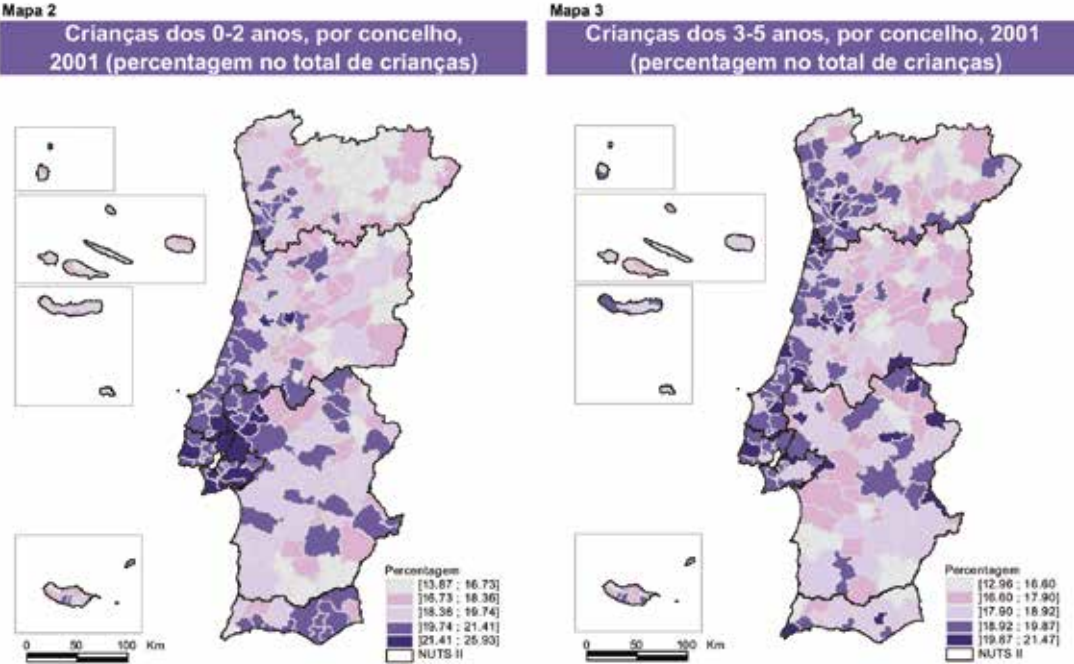 Mapa 2
Crianças dos 0-2 anos, por concelho,
2001 (percentagem no total de crianças)
Percentagem
[13.87 ; 16.73]
]16.73 ; 18.36]
]18.36 ; 19.74]
]19.74 ; 21.41]
]21.41 ; 25.93]
NUTS II
0 50 100 Km
Mapa 3
Crianças dos 3-5 anos, por concelho, 2001
(percentagem no total de crianças)
Percentagem
[12.96 ; 16.60
]16.60 ; 17.90]
]17.90 ; 18.92]
]18.92 ; 19.87]
]19.87 ; 21.47]
NUTS II
0 50 100 Km